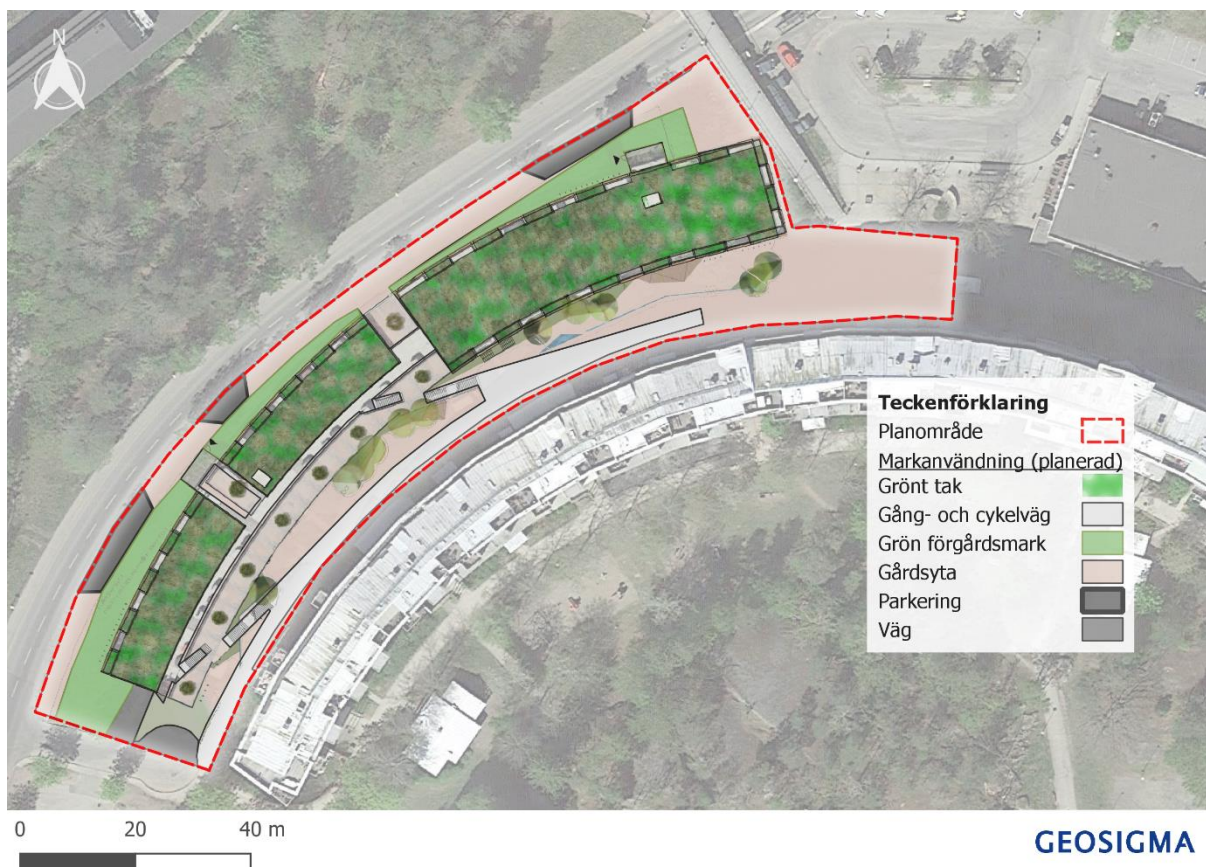 N
Teckenförklaring
Planområde
Markanvändning (planerad)
Grönt tak
Gång- och cykelväg
Grön förgårdsmark
Gårdsyta
Parkering
Väg
0 20 40 m
GEOSIGMA